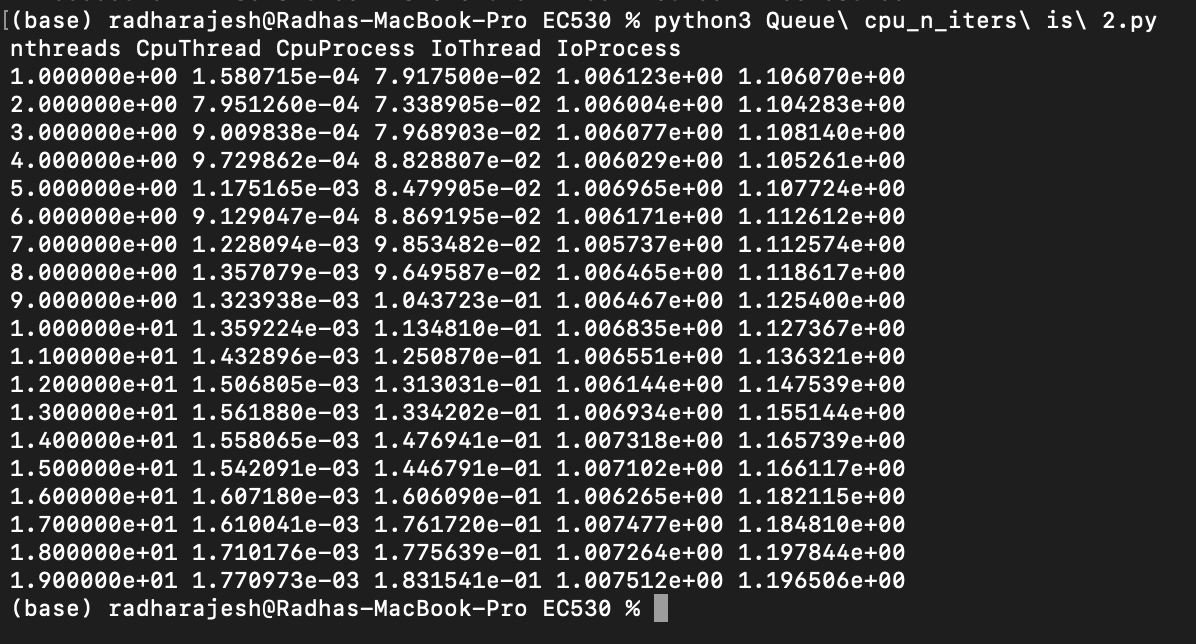 [(base) radharajesh@Radhas-MacBook-Pro EC530 % python3 Queue\ cpu_n_iters\ is\ 2.py
nthreads CpuThread CpuProcess IoThread IoProcess
1.000000e+00 1.580715e-04 7.917500e-02 1.006123e+00 1.106070e+00
2.000000e+00 7.951260e-04 7.338905e-02 1.006004e+00 1.104283e+00
3.000000e+00 9.009838e-04 7.968903e-02 1.006077e+00 1.108140e+00
4.000000e+00 9.729862e-04 8.828807e-02 1.006029e+00 1.105261e+00
5.000000e+00 1.175165e-03 8.479905e-02 1.006965e+00 1.107724e+00
6.000000e+00 9.129047e-04 8.869195e-02 1.006171e+00 1.112612e+00
7.000000e+00 1.228094e-03 9.853482e-02 1.005737e+00 1.112574e+00
8.000000e+00 1.357079e-03 9.649587e-02 1.006465e+00 1.118617e+00
9.000000e+00 1.323938e-03 1.043723e-01 1.006467e+00 1.125400e+00
1.000000e+01 1.359224e-03 1.134810e-01 1.006835e+00 1.127367e+00
1.100000e+01 1.432896e-03 1.250870e-01 1.006551e+00 1.136321e+00
1.200000e+01 1.506805e-03 1.313031e-01 1.006144e+00 1.147539e+00
1.300000e+01 1.561880e-03 1.334202e-01 1.006934e+00 1.155144e+00
1.400000e+01 1.558065e-03 1.476941e-01 1.007318e+00 1.165739e+00
1.500000e+01 1.542091e-03 1.446791e-01 1.007102e+00 1.166117e+00
1.600000e+01 1.607180e-03 1.606090e-01 1.006265e+00 1.182115e+00
1.700000e+01 1.610041e-03 1.761720e-01 1.007477e+00 1.184810e+00
1.800000e+01 1.710176e-03 1.775639e-01 1.007264e+00 1.197844e+00
1.900000e+01 1.770973e-03 1.831541e-01 1.007512e+00 1.196506e+00
(base) radharajesh@Radhas-MacBook-Pro EC530 %